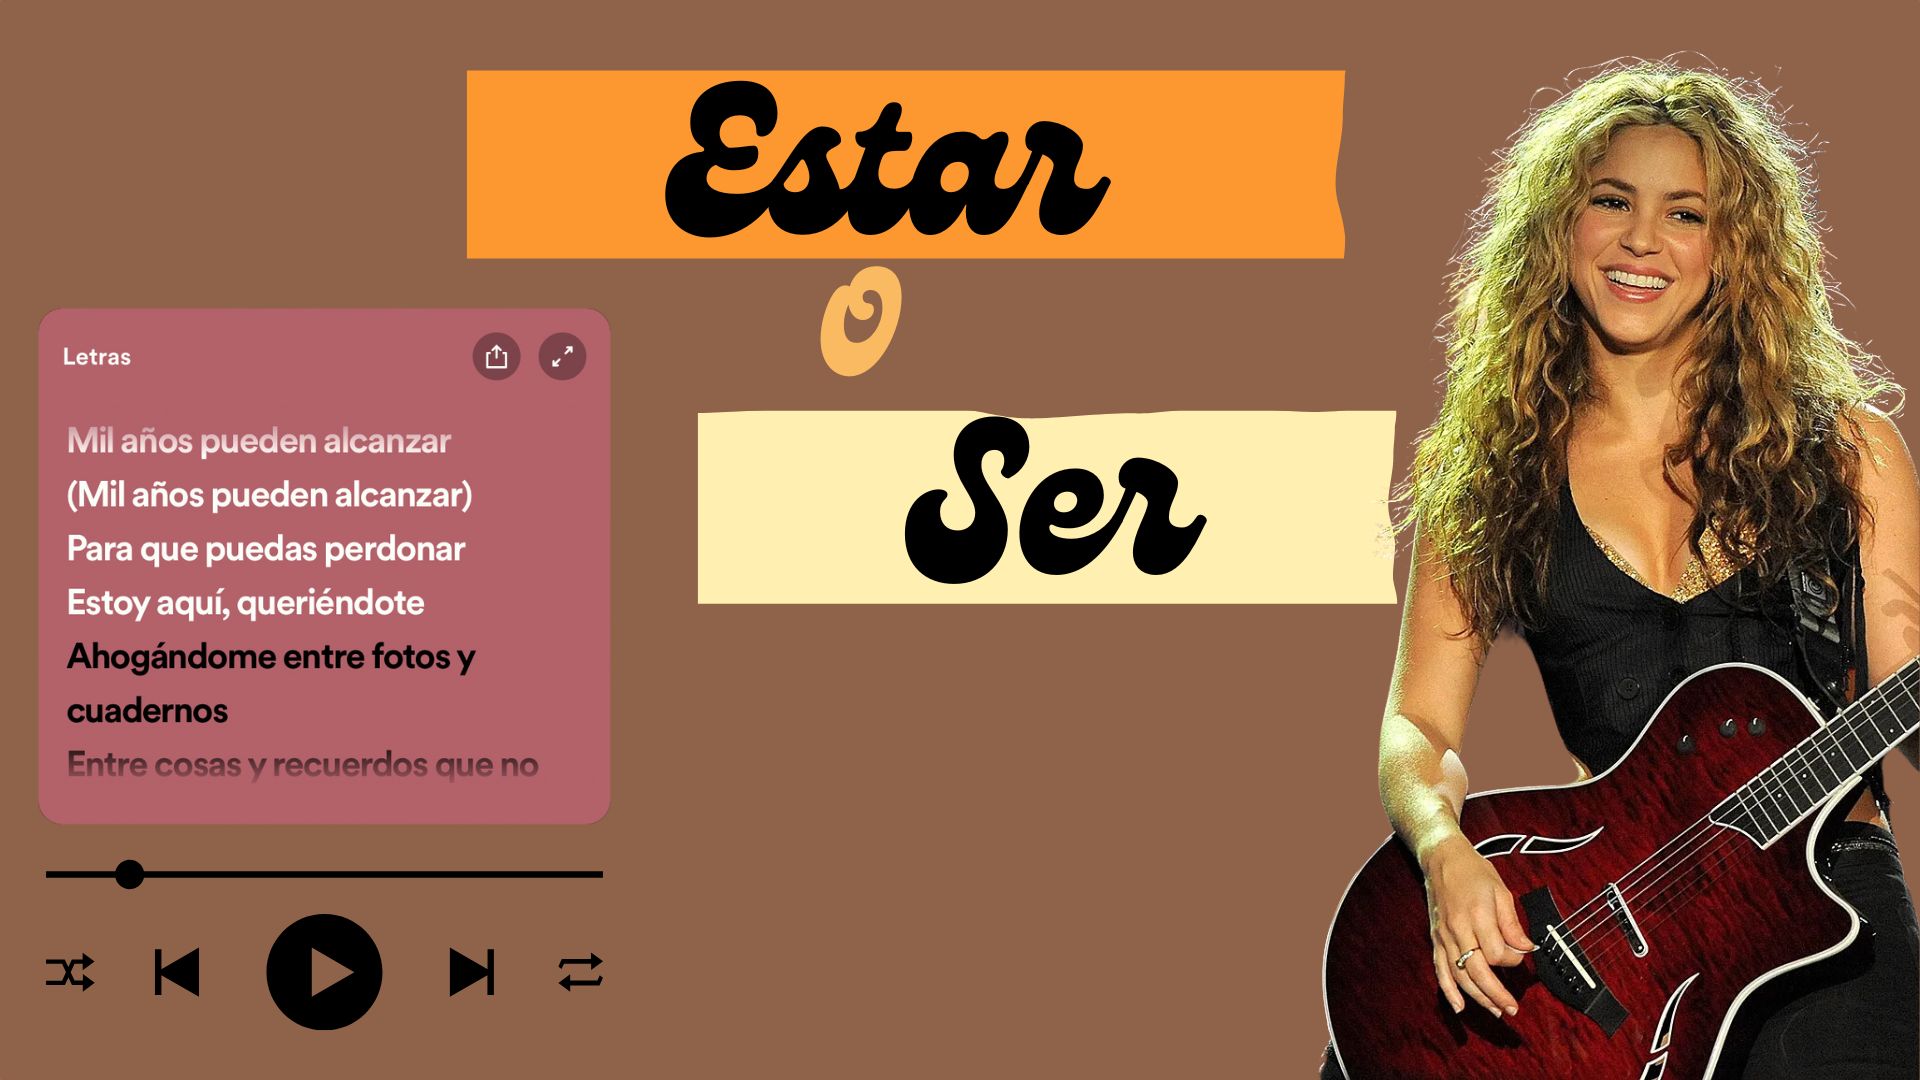 Estar
o
Ser
Letras
Mil años pueden alcanzar
(Mil años pueden alcanzar)
Para que puedas perdonar
Estoy aquí, queriéndote
Ahogándome entre fotos y
cuadernos
Entre cosas y recuerdos que no